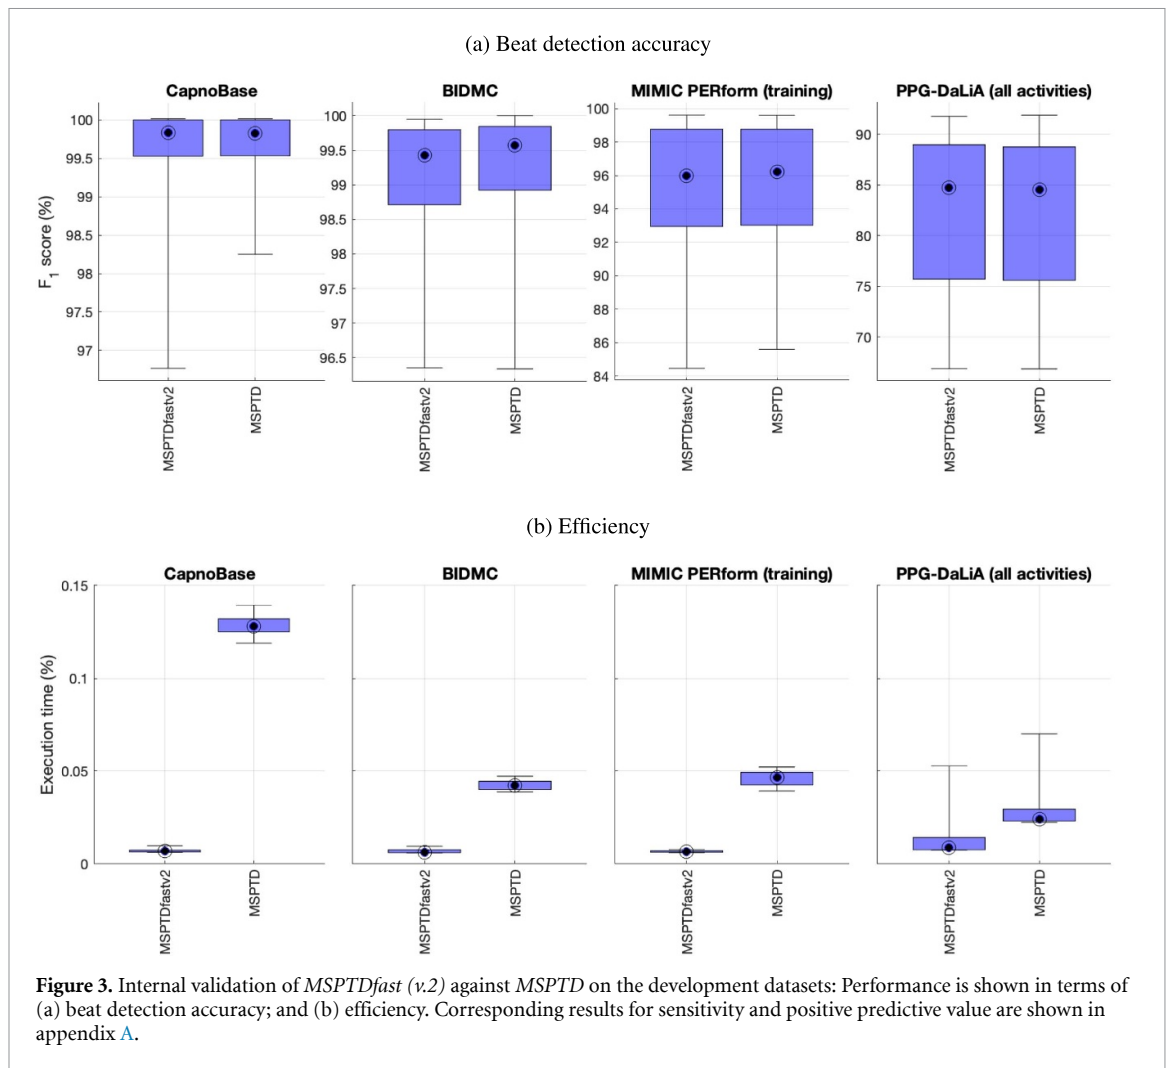 (a) Beat detection accuracy
CapnoBase
BIDMC
MIMIC PERform (training)
PPG-DaLiA (all activities)
F1 score (%)
100
99.5
99
98.5
98
97.5
97
100
99.5
99
98.5
98
97.5
97
96.5
100
98
96
94
92
90
88
86
84
90
85
80
75
70
MSPTDfastv2
MSPTD
MSPTDfastv2
MSPTD
MSPTDfastv2
MSPTD
MSPTDfastv2
MSPTD
(b) Efficiency
CapnoBase
BIDMC
MIMIC PERform (training)
PPG-DaLiA (all activities)
Execution time (%)
0.15
0.1
0.05
0
MSPTDfastv2
MSPTD
MSPTDfastv2
MSPTD
MSPTDfastv2
MSPTD
MSPTDfastv2
MSPTD
Figure 3. Internal validation of MSPTDfast (v.2) against MSPTD on the development datasets: Performance is shown in terms of
(a) beat detection accuracy; and (b) efficiency. Corresponding results for sensitivity and positive predictive value are shown in
appendix A.